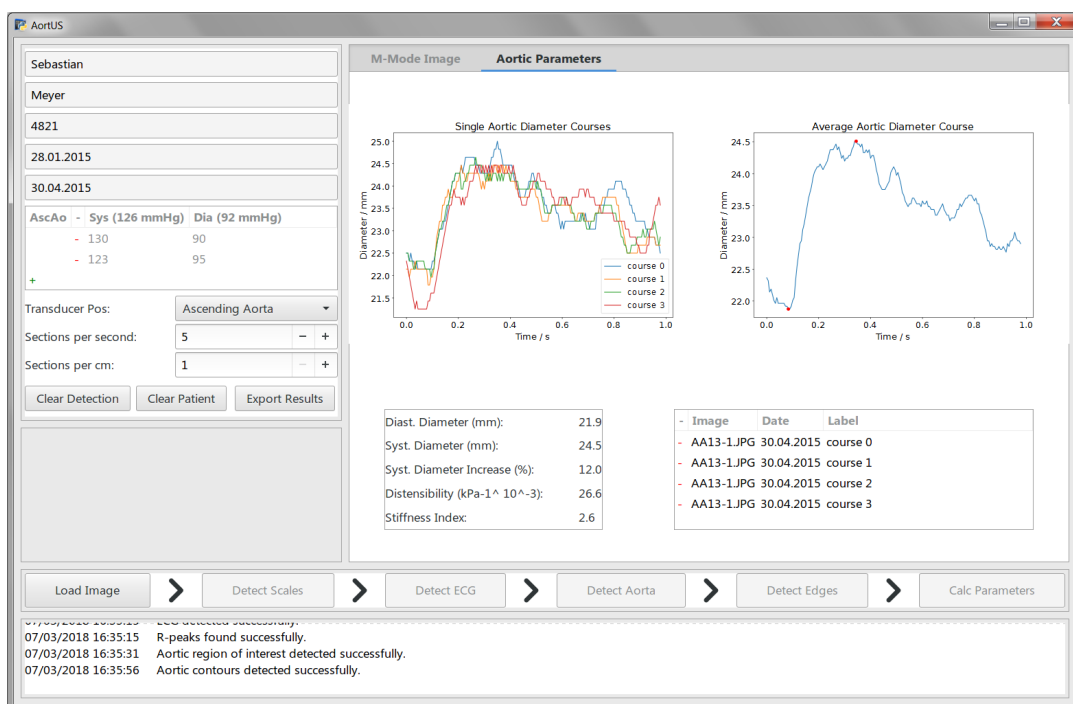 AortUS
Sebastian
Meyer
4821
28.01.2015
30.04.2015
AscAo - Sys (126 mmHg) Dia (92 mmHg)
- 130 90
- 123 95
+
Transducer Pos: Ascending Aorta
Sections per second: 5 - +
Sections per cm: 1 - +
Clear Detection Clear Patient Export Results
M-Mode Image Aortic Parameters
Single Aortic Diameter Courses
Diameter / mm
25.0
24.5
24.0
23.5
23.0
22.5
22.0
21.5
course 0
course 1
course 2
course 3
0.0 0.2 0.4 0.6 0.8 1.0
Time / s
Average Aortic Diameter Course
Diameter / mm
24.5
24.0
23.5
23.0
22.5
22.0
0.0 0.2 0.4 0.6 0.8 1.0
Time / s
Diast. Diameter (mm): 21.9
Syst. Diameter (mm): 24.5
Syst. Diameter Increase (%): 12.0
Distensibility (kPa-1^ 10^-3): 26.6
Stiffness Index: 2.6
- Image Date Label
- AA13-1.JPG 30.04.2015 course 0
- AA13-1.JPG 30.04.2015 course 1
- AA13-1.JPG 30.04.2015 course 2
- AA13-1.JPG 30.04.2015 course 3
Load Image Detect Scales Detect ECG Detect Aorta Detect Edges Calc Parameters
07/03/2018 16:35:15 ECG detected successfully.
07/03/2018 16:35:15 R-peaks found successfully.
07/03/2018 16:35:31 Aortic region of interest detected successfully.
07/03/2018 16:35:56 Aortic contours detected successfully.